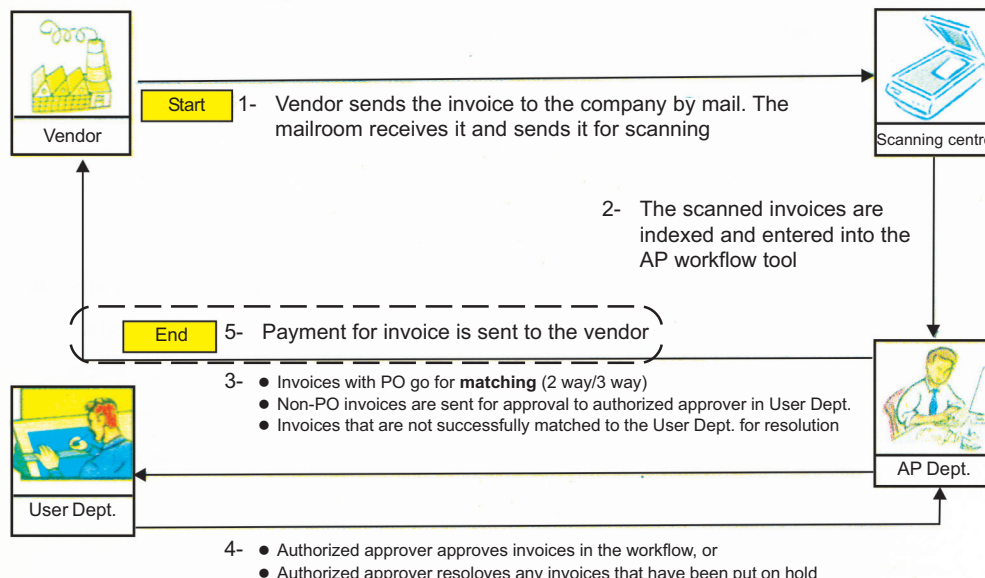 Vendor
Start
1- Vendor sends the invoice to the company by mail. The
mailroom receives it and sends it for scanning
Scanning centre
2- The scanned invoices are
indexed and entered into the
AP workflow tool
End
5- Payment for invoice is sent to the vendor
3- ● Invoices with PO go for matching (2 way/3 way)
● Non-PO invoices are sent for approval to authorized approver in User Dept.
● Invoices that are not successfully matched to the User Dept. for resolution
AP Dept.
User Dept.
4- ● Authorized approver approves invoices in the workflow, or
● Authorized approver resoloves any invoices that have been put on hold